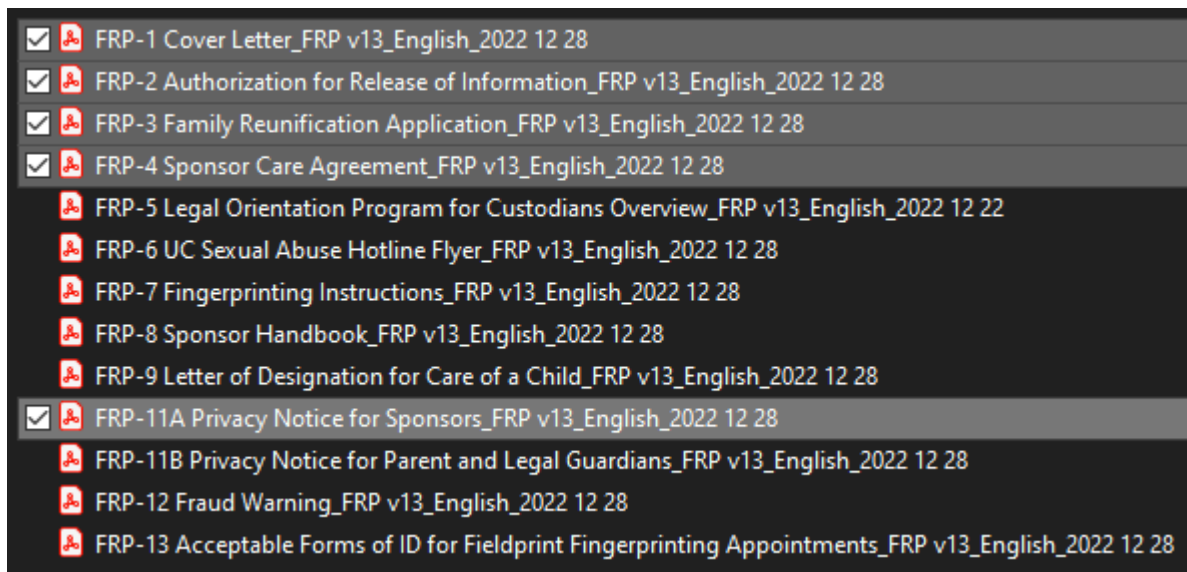 FRP-1 Cover Letter_FRP v13_English_2022 12 28
FRP-2 Authorization for Release of Information_FRP v13_English_2022 12 28
FRP-3 Family Reunification Application_FRP v13_English_2022 12 28
FRP-4 Sponsor Care Agreement_FRP v13_English_2022 12 28
FRP-5 Legal Orientation Program for Custodians Overview_FRP v13_English_2022 12 22
FRP-6 UC Sexual Abuse Hotline Flyer_FRP v13_English_2022 12 28
FRP-7 Fingerprinting Instructions_FRP v13_English_2022 12 28
FRP-8 Sponsor Handbook_FRP v13_English_2022 12 28
FRP-9 Letter of Designation for Care of a Child_FRP v13_English_2022 12 28
FRP-11A Privacy Notice for Sponsors_FRP v13_English_2022 12 28
FRP-11B Privacy Notice for Parent and Legal Guardians_FRP v13_English_2022 12 28
FRP-12 Fraud Warning_FRP v13_English_2022 12 28
FRP-13 Acceptable Forms of ID for Fieldprint Fingerprinting Appointments_FRP v13_English_2022 12 28